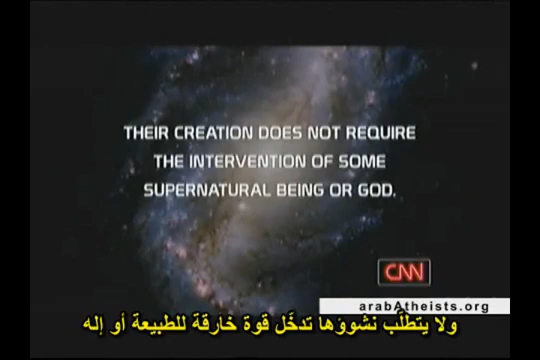 THEIR CREATION DOES NOT REQUIRE
THE INTERVENTION OF SOME
SUPERNATURAL BEING OR GOD.
CNN
arabAtheists.org
ولا يتطلّب نشوؤها تدخّل قوة خارقة للطبيعة أو إله